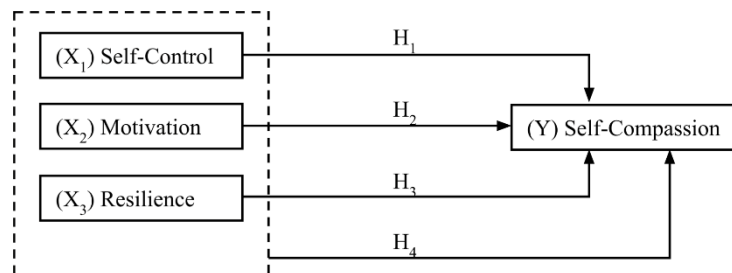 (X₁) Self-Control
H₁
(X₂) Motivation
H₂
(Y) Self-Compassion
(X₃) Resilience
H₃
H₄